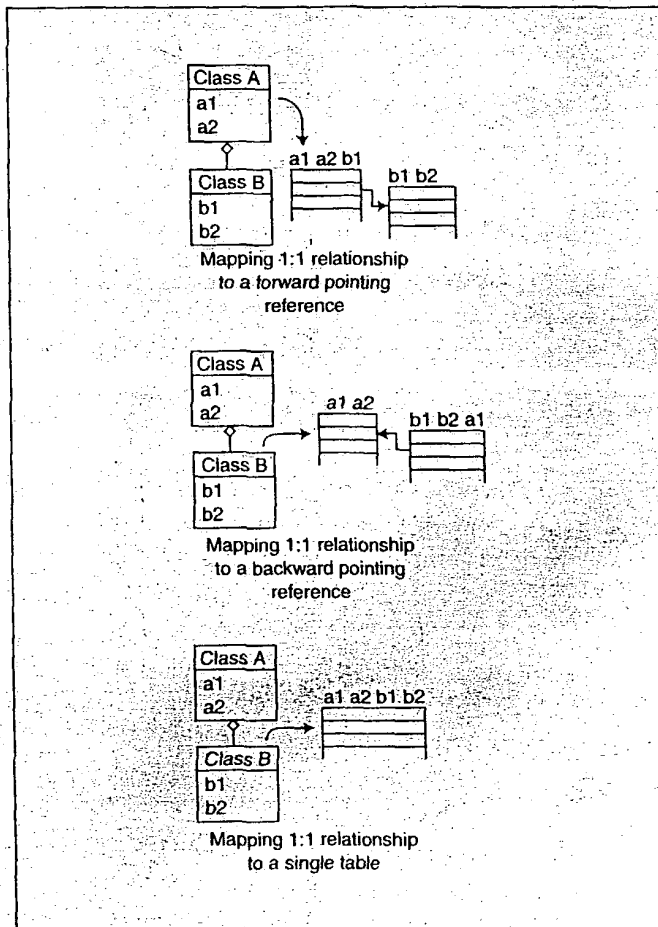 Class A
a1
a2
a1 a2 b1
b1 b2
Class B
b1
b2
Mapping 1:1 relationship
to a forward pointing
reference
Class A
a1
a2
a1 a2
b1 b2 a1
Class B
b1
b2
Mapping 1:1 relationship
to a backward pointing
reference
Class A
a1
a2
a1 a2 b1 b2
Class B
b1
b2
Mapping 1:1 relationship
to a single table